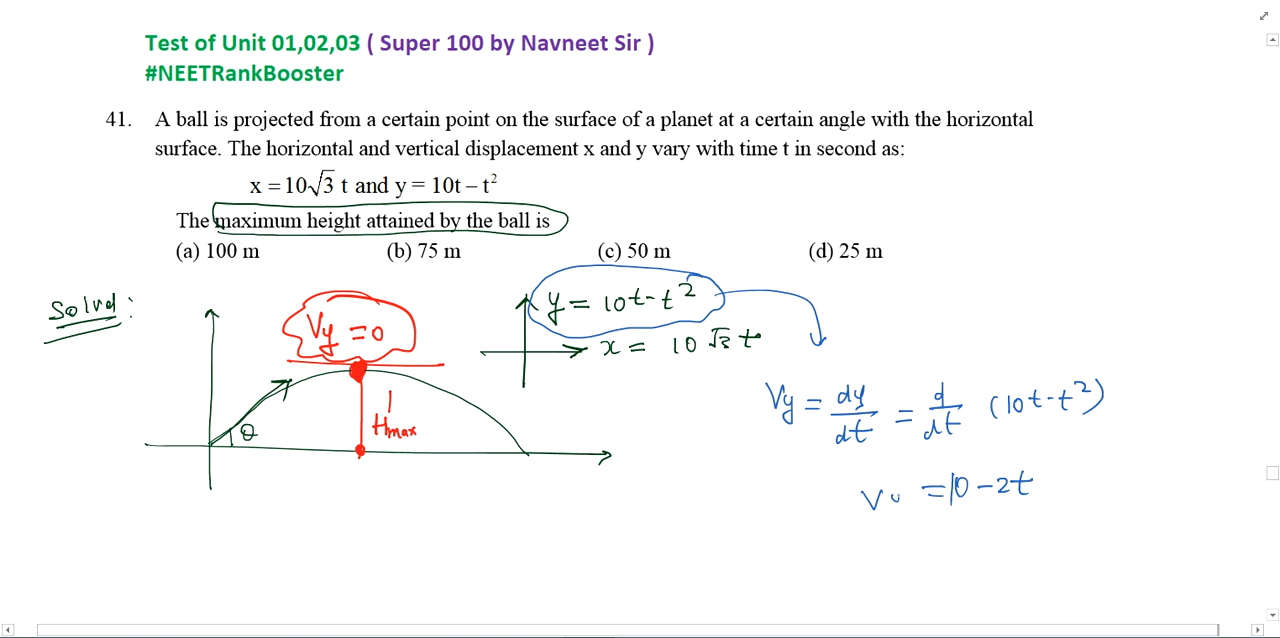 Test of Unit 01,02,03 ( Super 100 by Navneet Sir )
#NEETRankBooster
41. A ball is projected from a certain point on the surface of a planet at a certain angle with the horizontal
surface. The horizontal and vertical displacement x and y vary with time t in second as:
x = 10√3 t and y = 10t – t²
The maximum height attained by the ball is
(a) 100 m (b) 75 m (c) 50 m (d) 25 m
Solvd :
Vy = 0
y = 10t - t²
x = 10 √3 t
θ
Hmax
Vy = dy/dt = d/dt (10t - t²)
= 10 - 2t